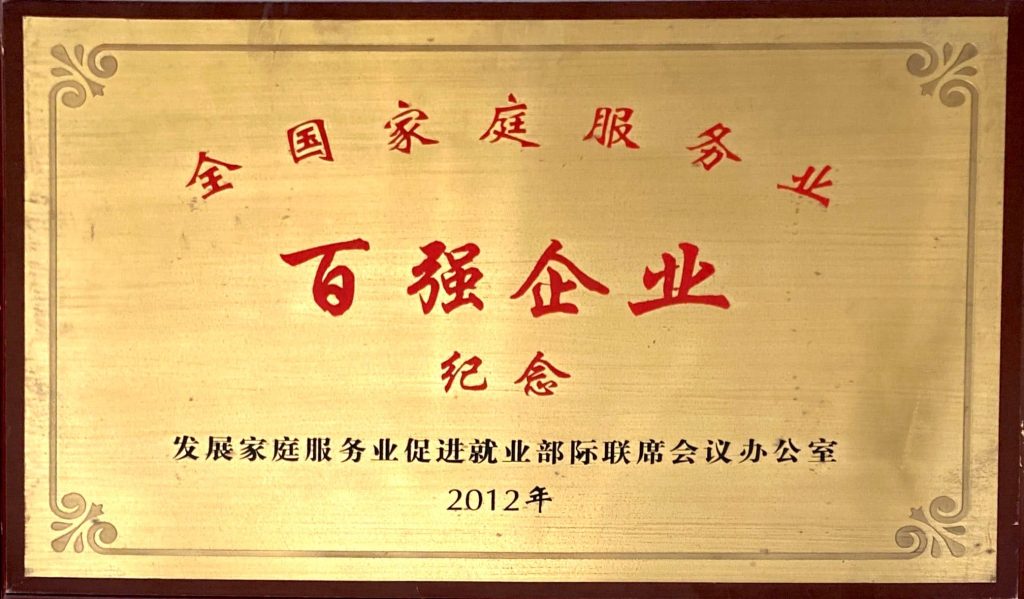 全国家庭服务业
百强企业
纪念
发展家庭服务业促进就业部际联席会议办公室
2012年